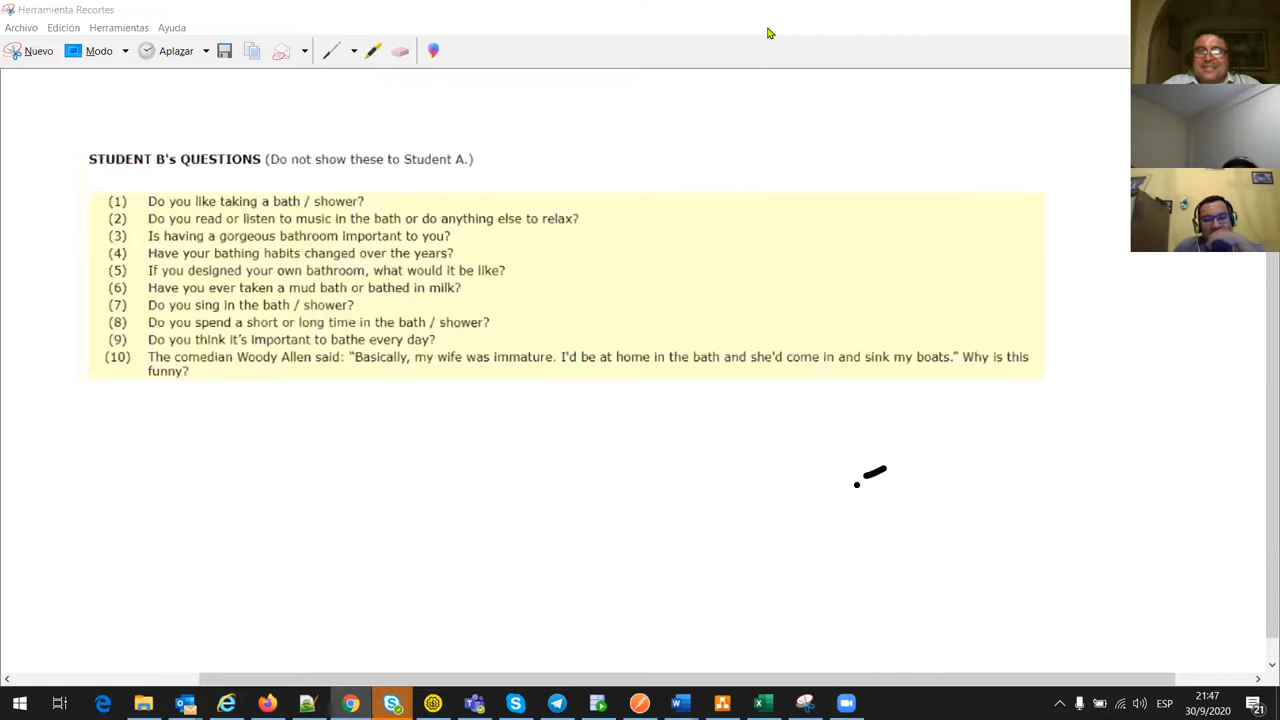 Herramienta Recortes
Archivo Edición Herramientas Ayuda
Nuevo Modo Aplazar
STUDENT B's QUESTIONS (Do not show these to Student A.)
(1) Do you like taking a bath / shower?
(2) Do you read or listen to music in the bath or do anything else to relax?
(3) Is having a gorgeous bathroom important to you?
(4) Have your bathing habits changed over the years?
(5) If you designed your own bathroom, what would it be like?
(6) Have you ever taken a mud bath or bathed in milk?
(7) Do you sing in the bath / shower?
(8) Do you spend a short or long time in the bath / shower?
(9) Do you think it's important to bathe every day?
(10) The comedian Woody Allen said: “Basically, my wife was immature. I'd be at home in the bath and she'd come in and sink my boats.” Why is this
funny?
ESP
21:47
30/9/2020
21